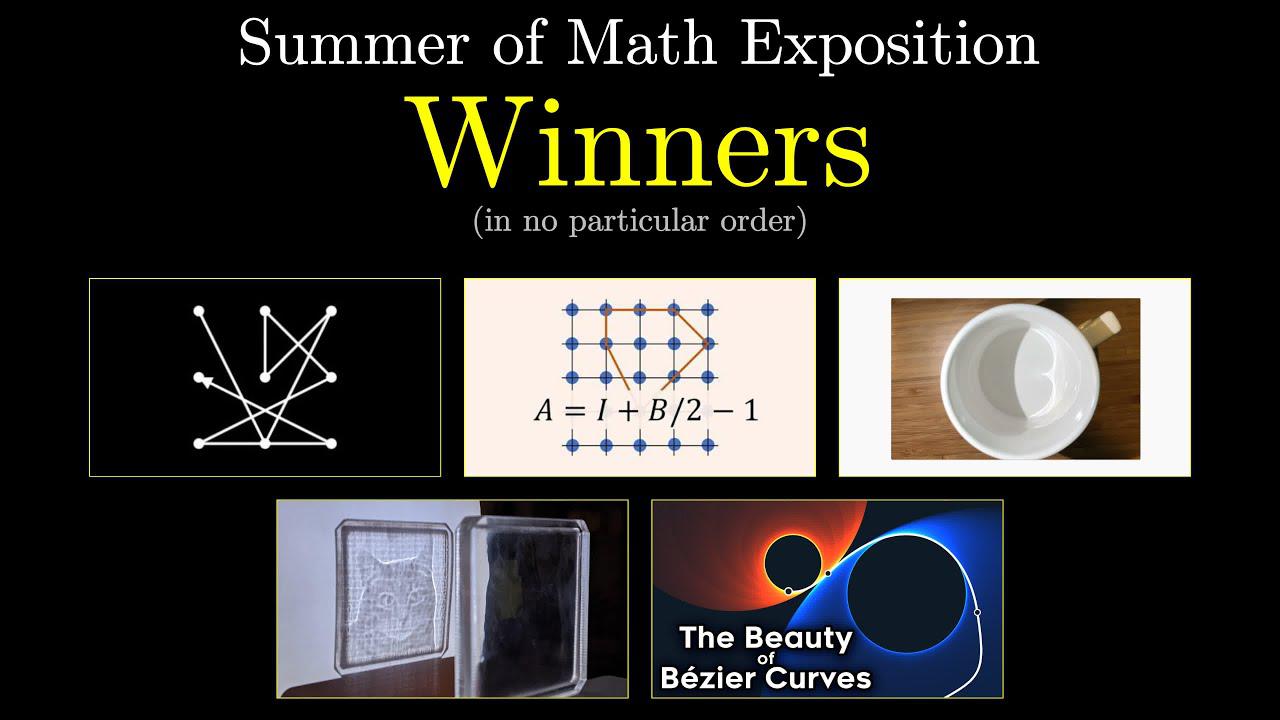 Summer of Math Exposition
Winners
(in no particular order)
A = I + B/2 − 1
The Beauty
of
Bézier Curves